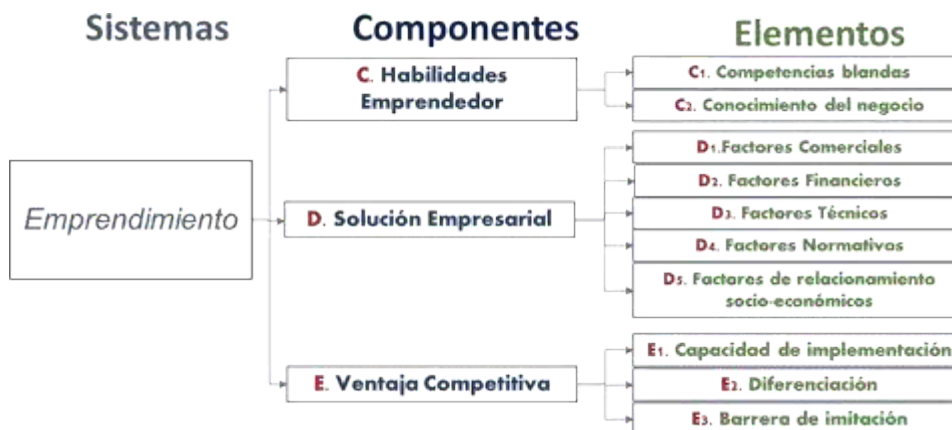 Sistemas
Componentes
Elementos
C. Habilidades
Emprendedor
C1. Competencias blandas
C2. Conocimiento del negocio
Emprendimiento
D. Solución Empresarial
D1.Factores Comerciales
D2. Factores Financieros
D3. Factores Técnicos
D4. Factores Normativos
D5. Factores de relacionamiento
socio-económicos
E. Ventaja Competitiva
E1. Capacidad de implementación
E2. Diferenciación
E3. Barrera de imitación